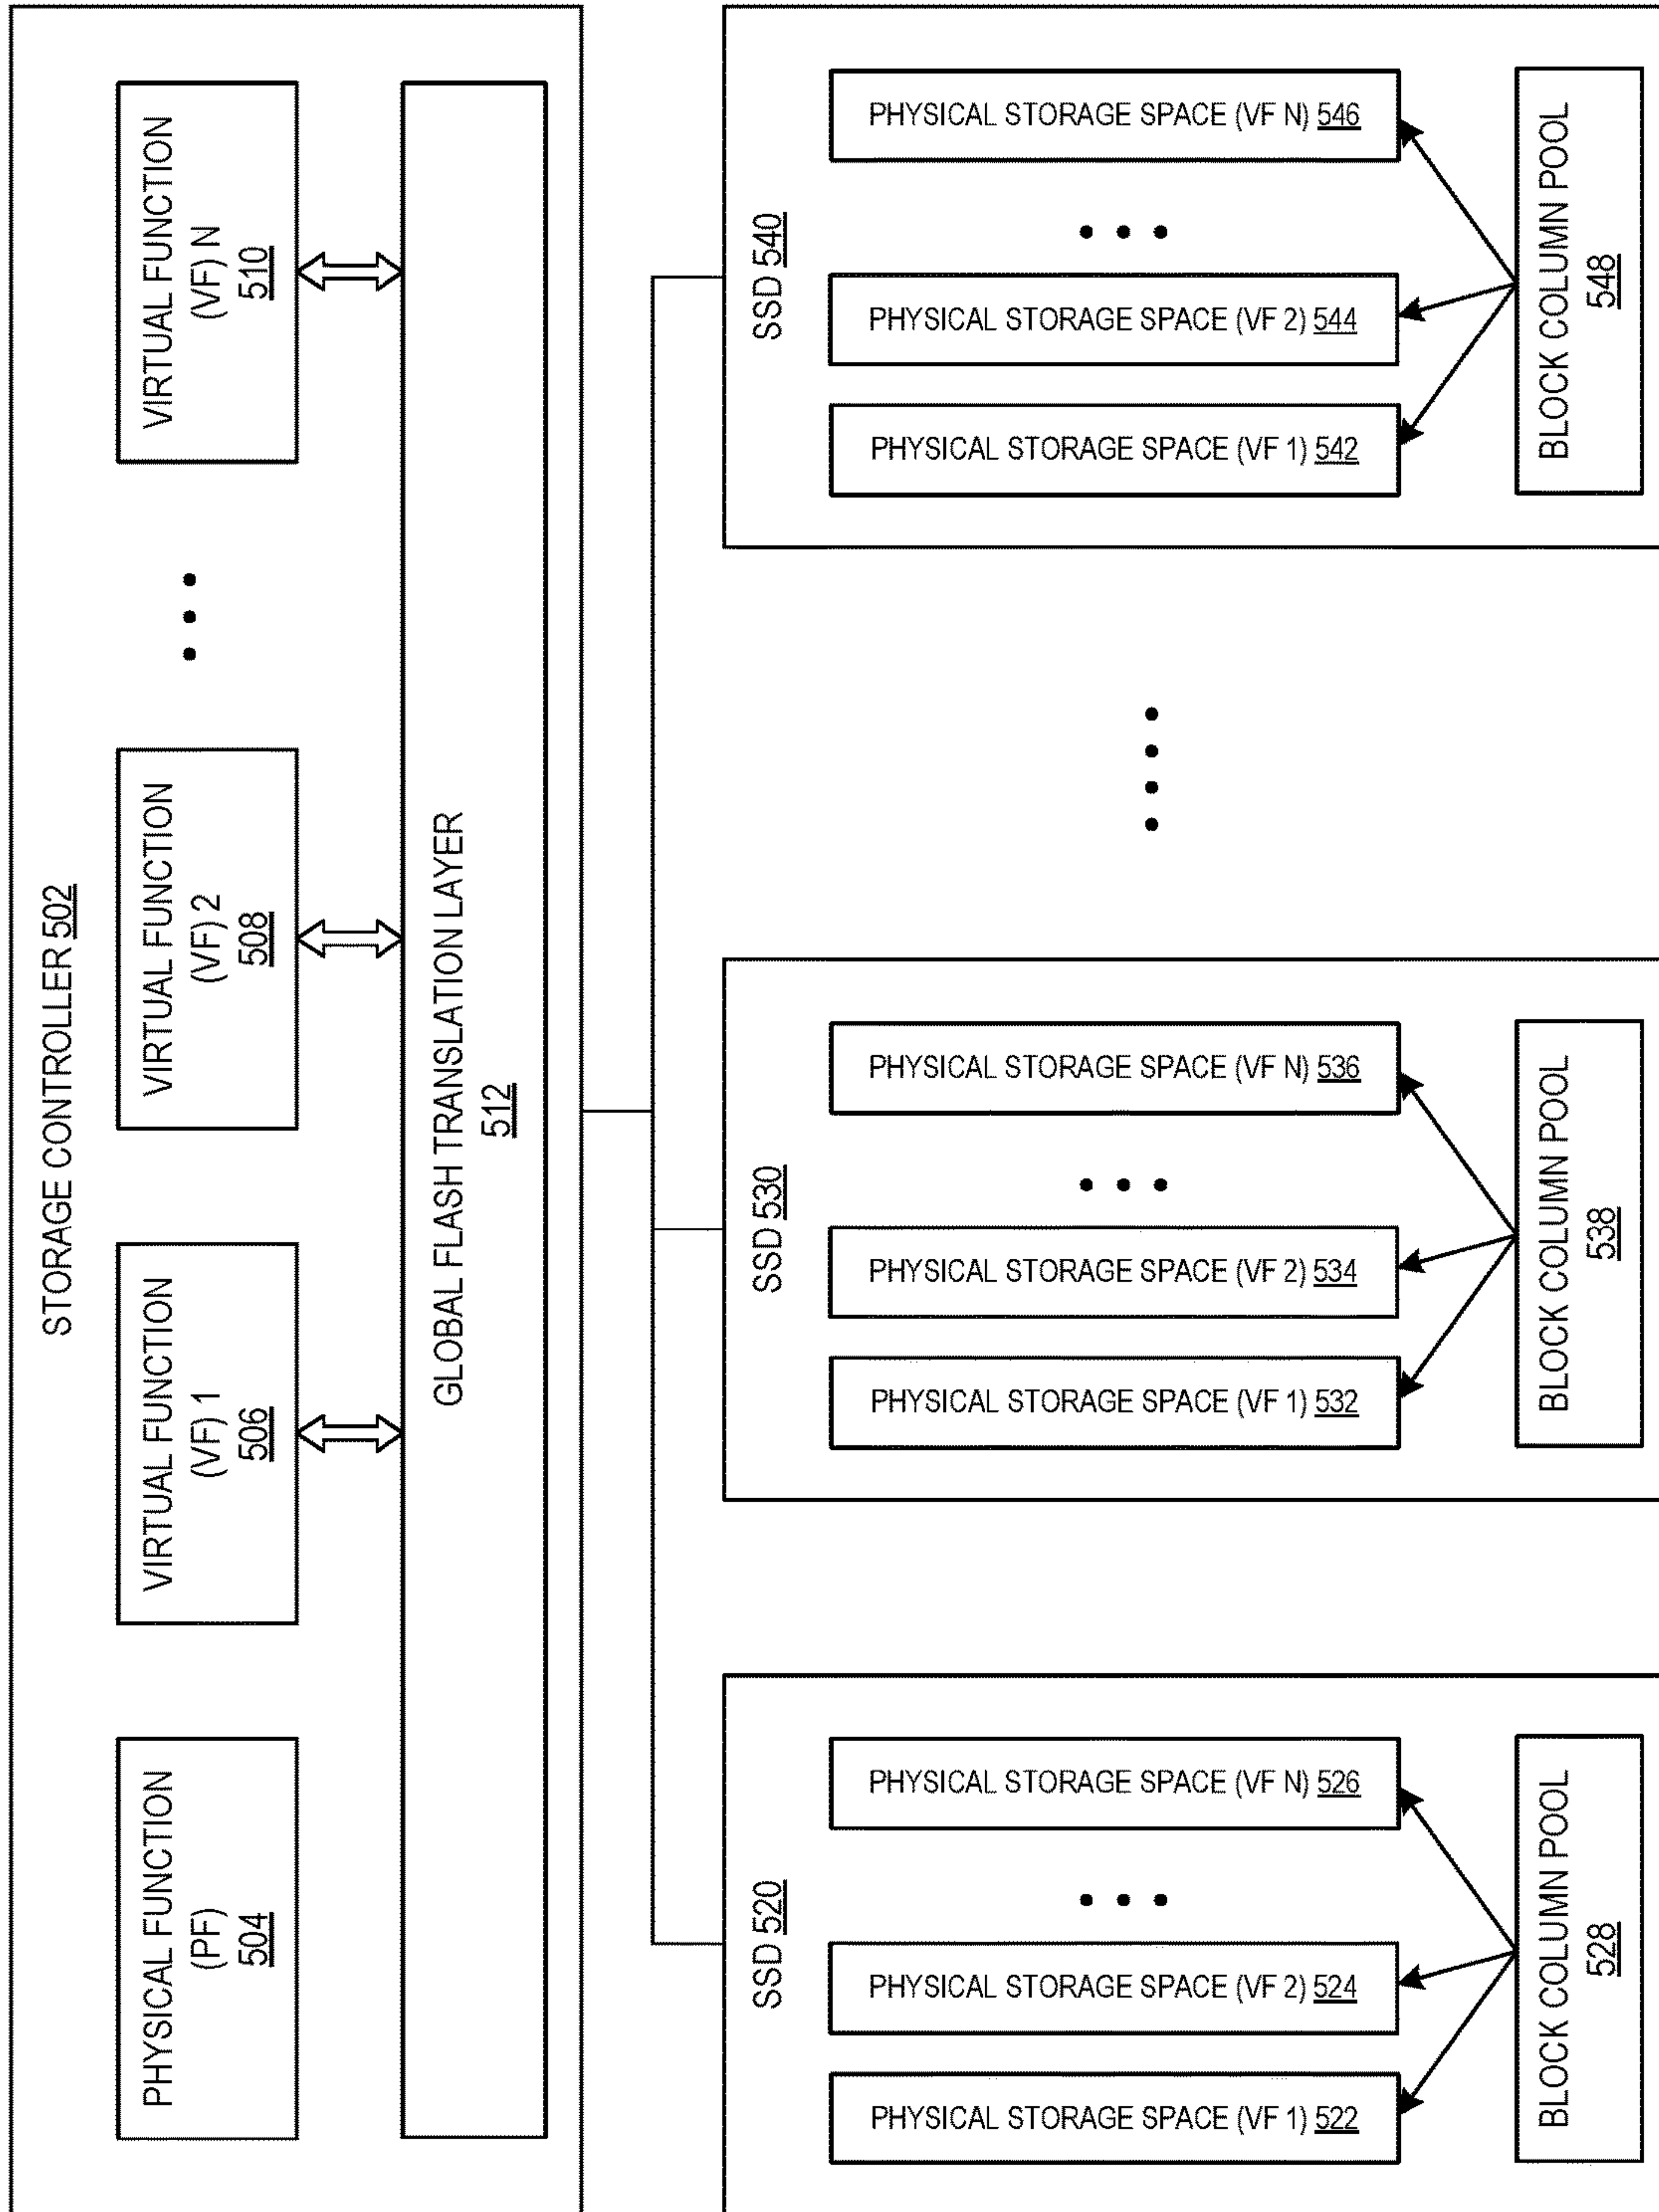 STORAGE CONTROLLER 502
PHYSICAL FUNCTION
(PF)
504
VIRTUAL FUNCTION
(VF) 1
506
VIRTUAL FUNCTION
(VF) 2
508
VIRTUAL FUNCTION
(VF) N
510
GLOBAL FLASH TRANSLATION LAYER
512
SSD 520
PHYSICAL STORAGE SPACE (VF 1) 522
PHYSICAL STORAGE SPACE (VF 2) 524
PHYSICAL STORAGE SPACE (VF N) 526
BLOCK COLUMN POOL
528
SSD 530
PHYSICAL STORAGE SPACE (VF 1) 532
PHYSICAL STORAGE SPACE (VF 2) 534
PHYSICAL STORAGE SPACE (VF N) 536
BLOCK COLUMN POOL
538
SSD 540
PHYSICAL STORAGE SPACE (VF 1) 542
PHYSICAL STORAGE SPACE (VF 2) 544
PHYSICAL STORAGE SPACE (VF N) 546
BLOCK COLUMN POOL
548